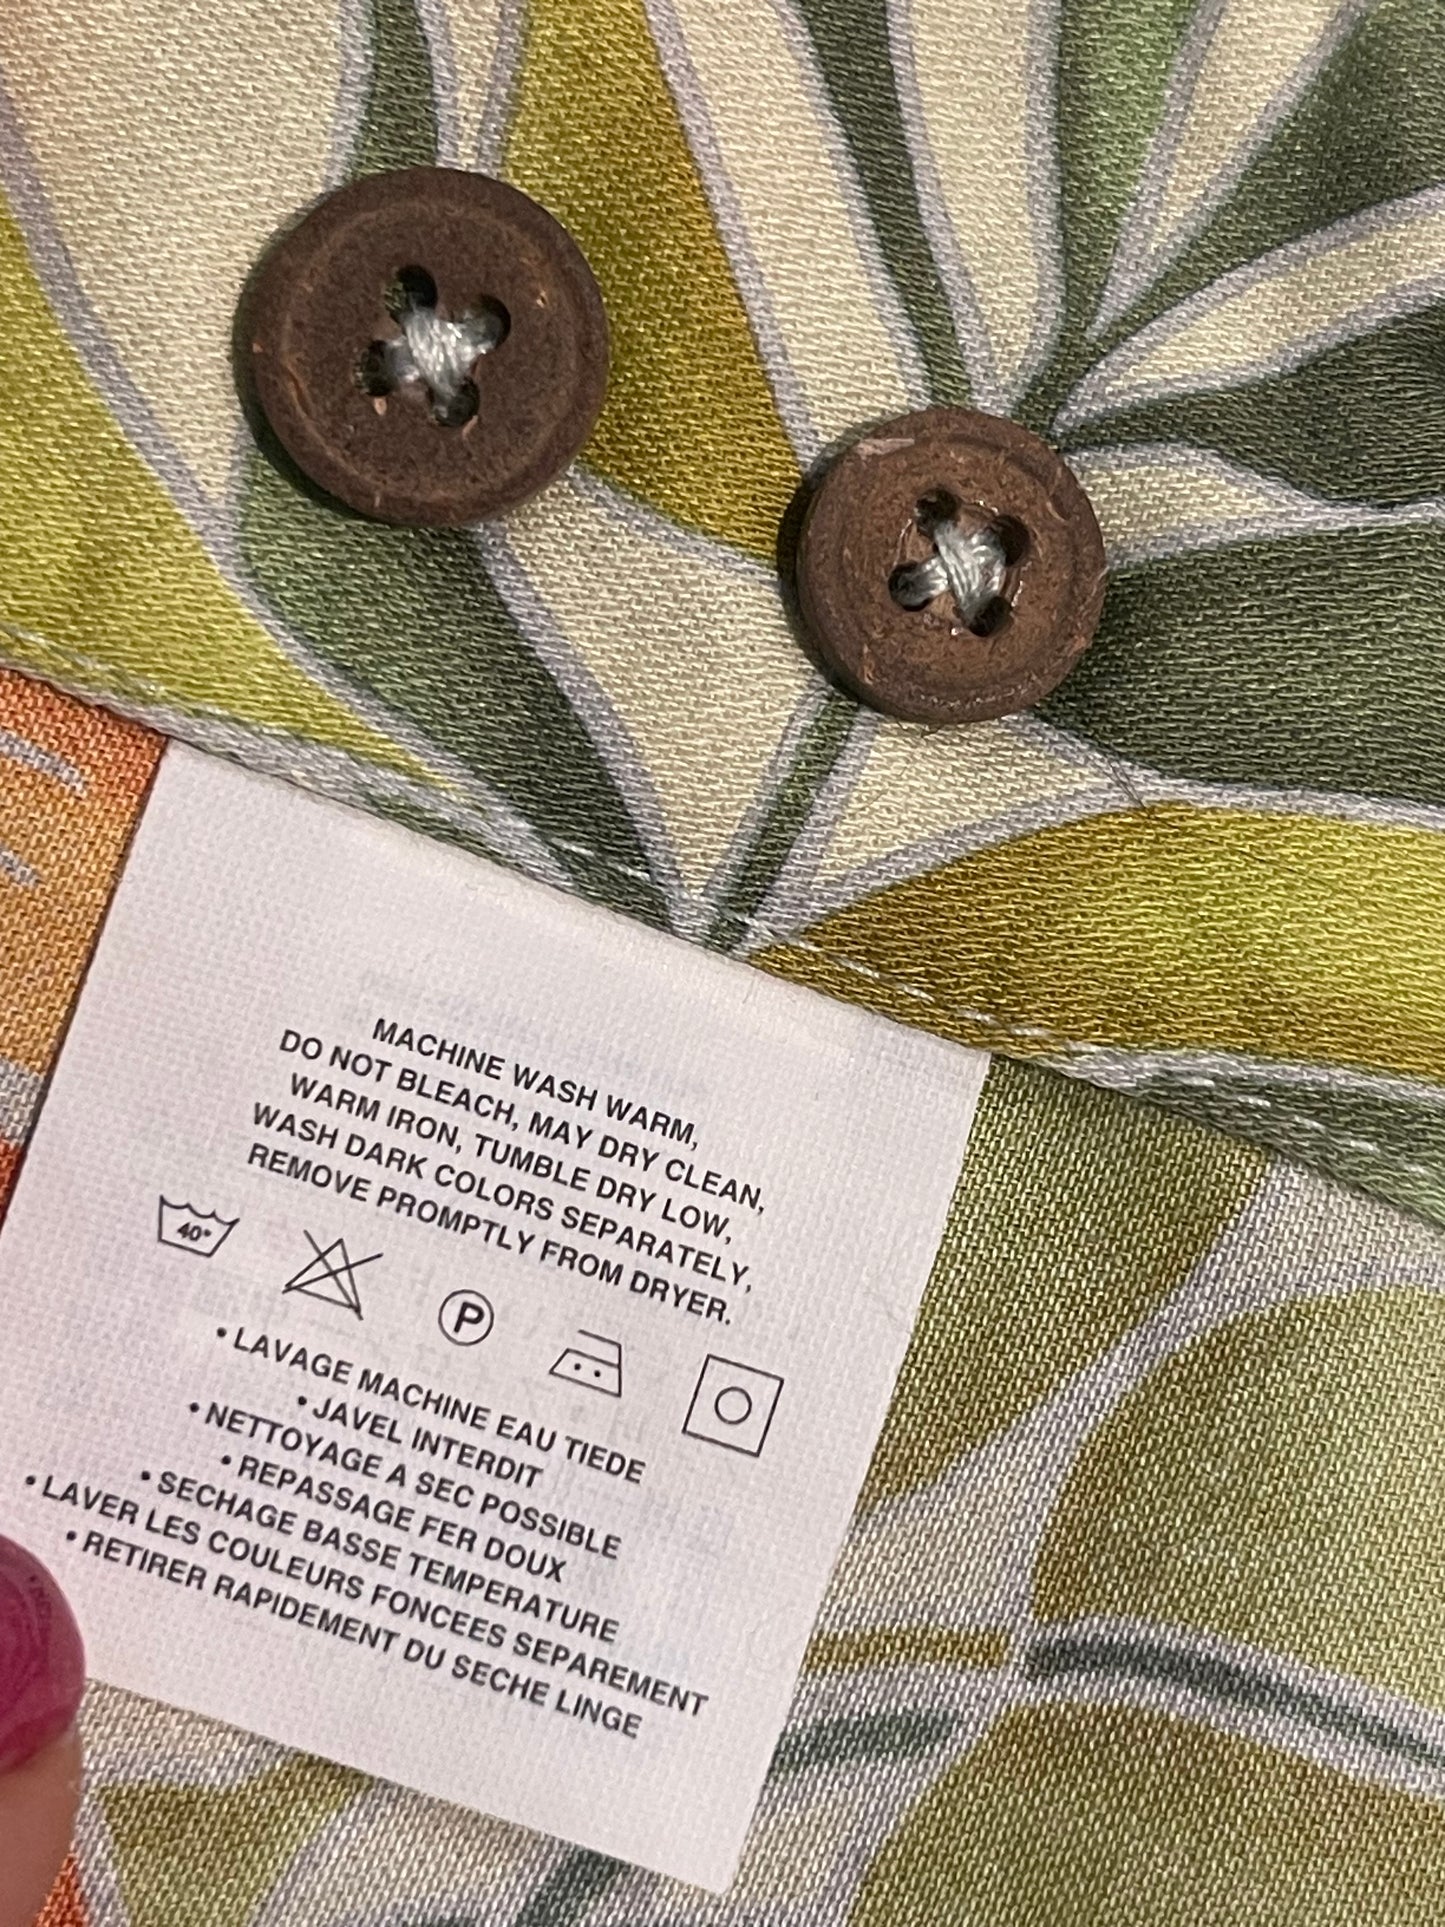 MACHINE WASH WARM,
DO NOT BLEACH, MAY DRY CLEAN,
WARM IRON, TUMBLE DRY LOW,
WASH DARK COLORS SEPARATELY,
REMOVE PROMPTLY FROM DRYER.
40°
P
• LAVAGE MACHINE EAU TIEDE
• JAVEL INTERDIT
• NETTOYAGE A SEC POSSIBLE
• REPASSAGE FER DOUX
• SECHAGE BASSE TEMPERATURE
• LAVER LES COULEURS FONCEES SEPAREMENT
• RETIRER RAPIDEMENT DU SECHE LINGE